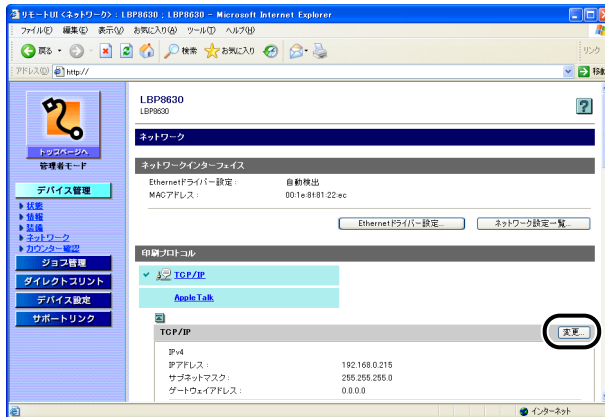 リモートUI <ネットワーク> : LBP8630 ; LBP8630 - Microsoft Internet Explorer
ファイル(F) 編集(E) 表示(V) お気に入り(A) ツール(T) ヘルプ(H)
戻る 検索 お気に入り リンク
アドレス(D) http:// 移動
LBP8630
LBP8630
トップページへ
管理者モード
デバイス管理
状態
情報
装備
ネットワーク
カウンター確認
ジョブ管理
ダイレクトプリント
デバイス設定
サポートリンク
ネットワーク
ネットワークインターフェイス
Ethernetドライバー設定 : 自動検出
MACアドレス : 00:1e:8f:81:22:ec
Ethernetドライバー設定... ネットワーク設定一覧...
印刷プロトコル
TCP/IP
AppleTalk
TCP/IP 変更...
IPv4
IPアドレス : 192.168.0.215
サブネットマスク : 255.255.255.0
ゲートウェイアドレス : 0.0.0.0
インターネット